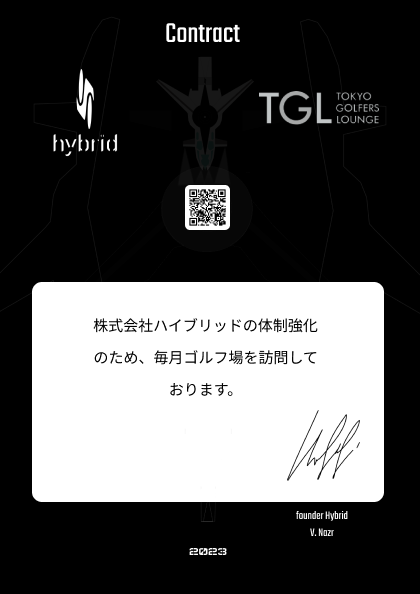 Contract
hybrid
TGL
TOKYO
GOLFERS
LOUNGE
株式会社ハイブリッドの体制強化
のため、毎月ゴルフ場を訪問して
おります。
founder Hybrid
V. Nazr
2023